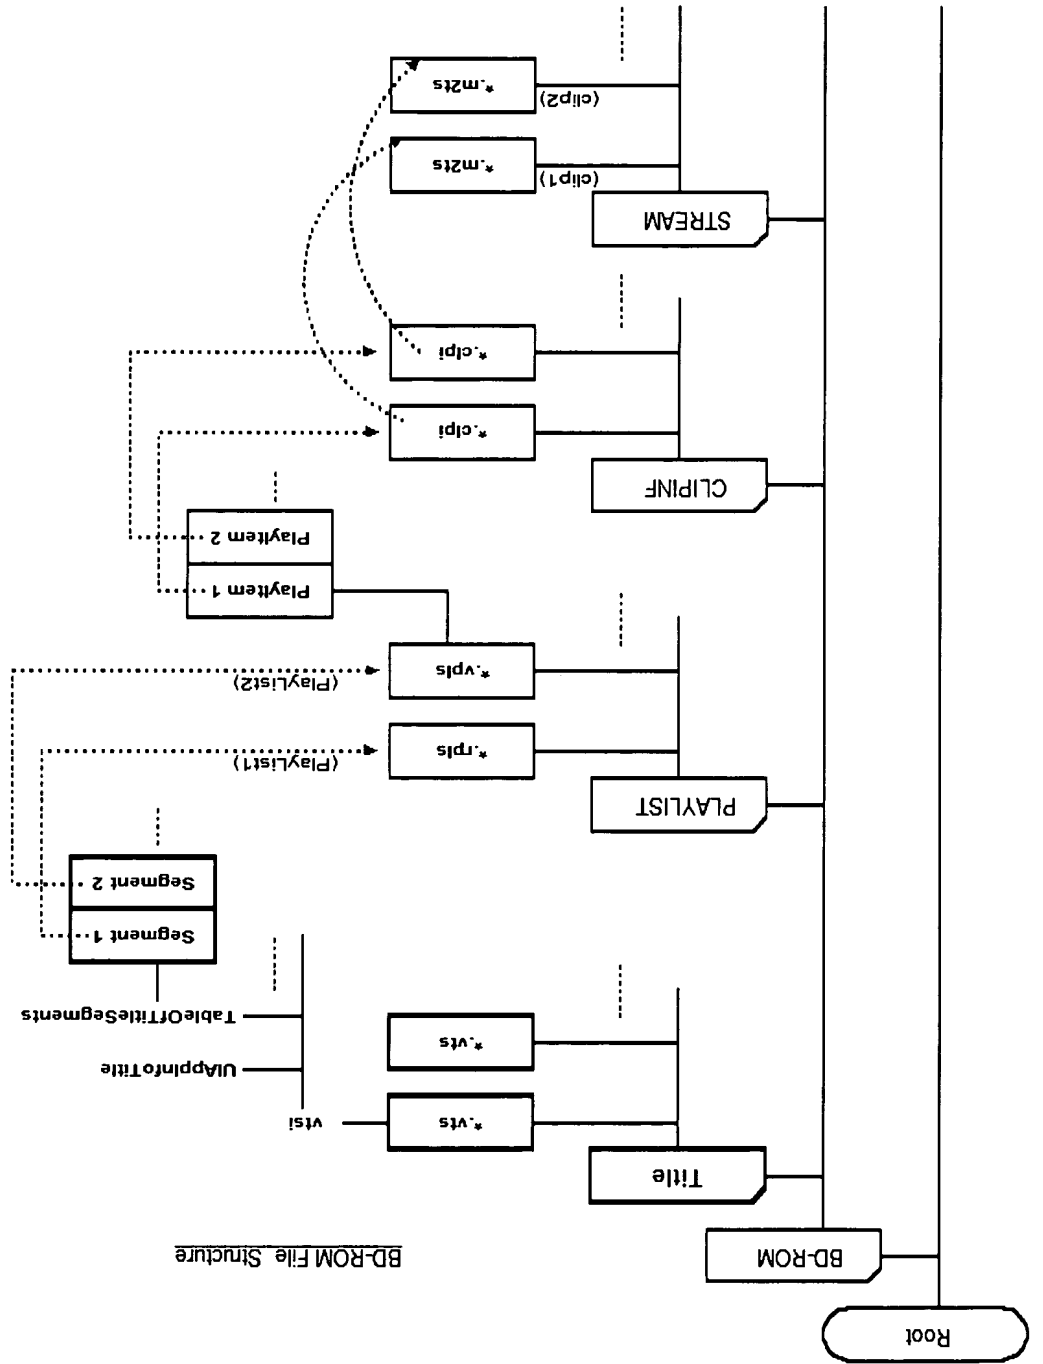 Root
BD-ROM
BD-ROM File Structure
Title
*.vts
vtsi
UIAppInfoTitle
*.vts
TableOfTitleSegments
Segment 1
Segment 2
PLAYLIST
*.rpls
(PlayList1)
*.vpls
(PlayList2)
PlayItem 1
PlayItem 2
CLIPINF
*.clpi
*.clpi
STREAM
(clip1)
*.m2ts
(clip2)
*.m2ts